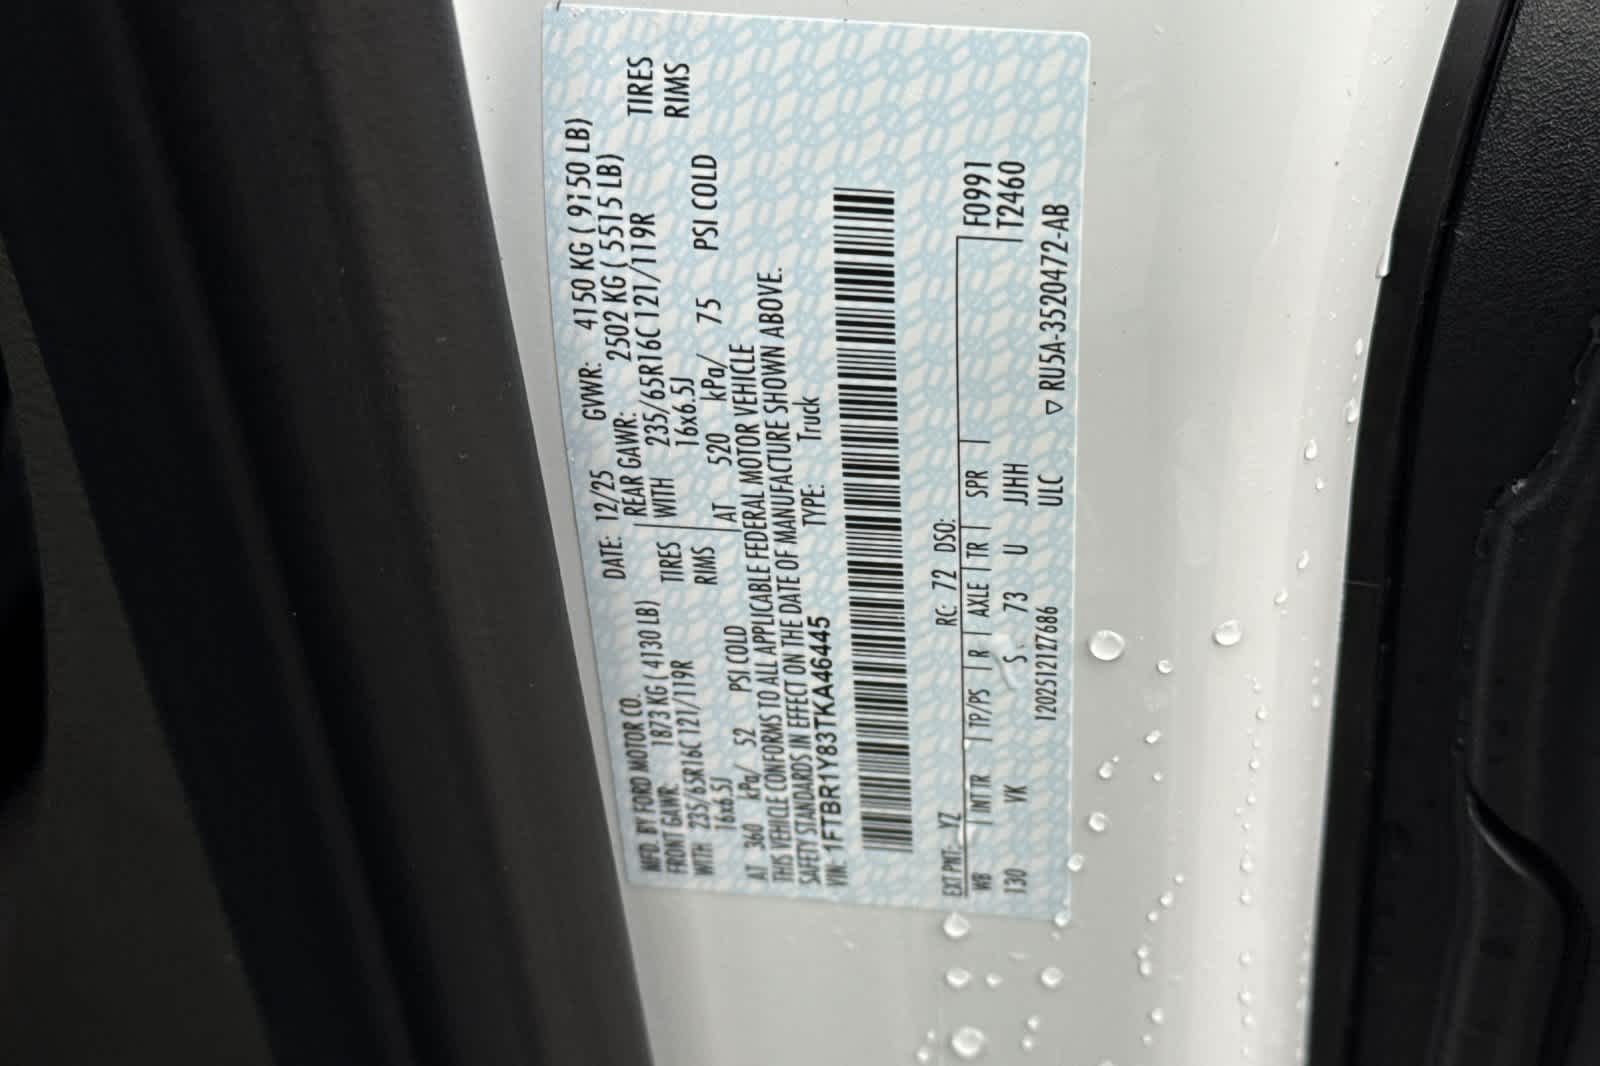 MFD. BY FORD MOTOR CO.
DATE: 12/25 GVWR: 4150 KG ( 9150 LB)
FRONT GAWR: 1873 KG ( 4130 LB) REAR GAWR: 2502 KG ( 5515 LB)
WITH 235/65R16C 121/119R TIRES WITH 235/65R16C 121/119R TIRES
16x6.5J RIMS 16x6.5J RIMS
AT 360 kPa/ 52 PSI COLD AT 520 kPa/ 75 PSI COLD
THIS VEHICLE CONFORMS TO ALL APPLICABLE FEDERAL MOTOR VEHICLE
SAFETY STANDARDS IN EFFECT ON THE DATE OF MANUFACTURE SHOWN ABOVE.
VIN: 1FTBR1Y83TKA46445 TYPE: Truck
EXT PNT: YZ RC: 72 DSO: F0991
WB INT TR TP/PS R AXLE TR SPR T2460
130 VK S 73 U JJHH
120251212T686 ULC ▽ RU5A-3520472-AB